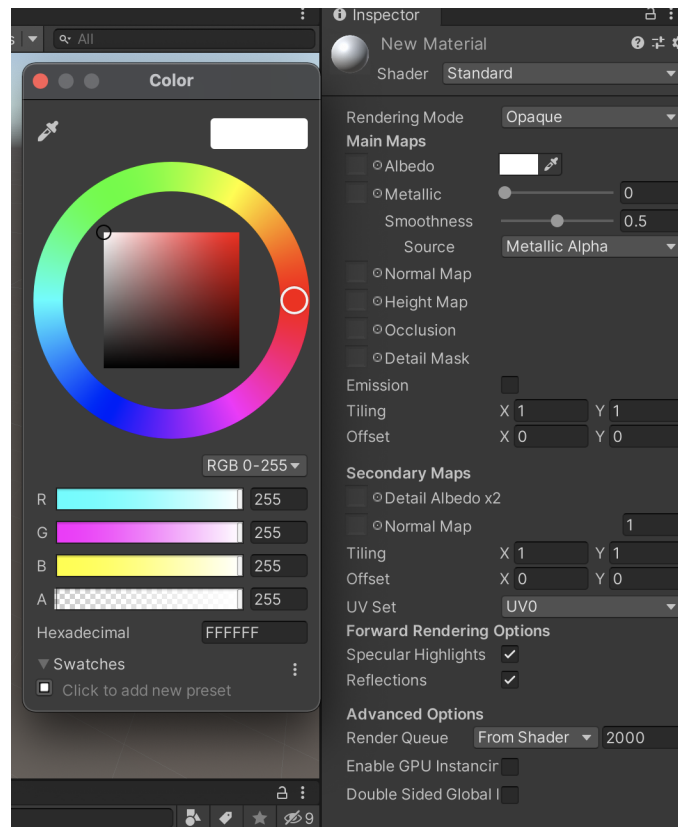 s
All
Color
RGB 0-255
R 255
G 255
B 255
A 255
Hexadecimal FFFFFF
Swatches
Click to add new preset
9
Inspector
New Material
Shader Standard
Rendering Mode Opaque
Main Maps
Albedo
Metallic 0
Smoothness 0.5
Source Metallic Alpha
Normal Map
Height Map
Occlusion
Detail Mask
Emission
Tiling X 1 Y 1
Offset X 0 Y 0
Secondary Maps
Detail Albedo x2
Normal Map 1
Tiling X 1 Y 1
Offset X 0 Y 0
UV Set UV0
Forward Rendering Options
Specular Highlights
Reflections
Advanced Options
Render Queue From Shader 2000
Enable GPU Instancin
Double Sided Global I